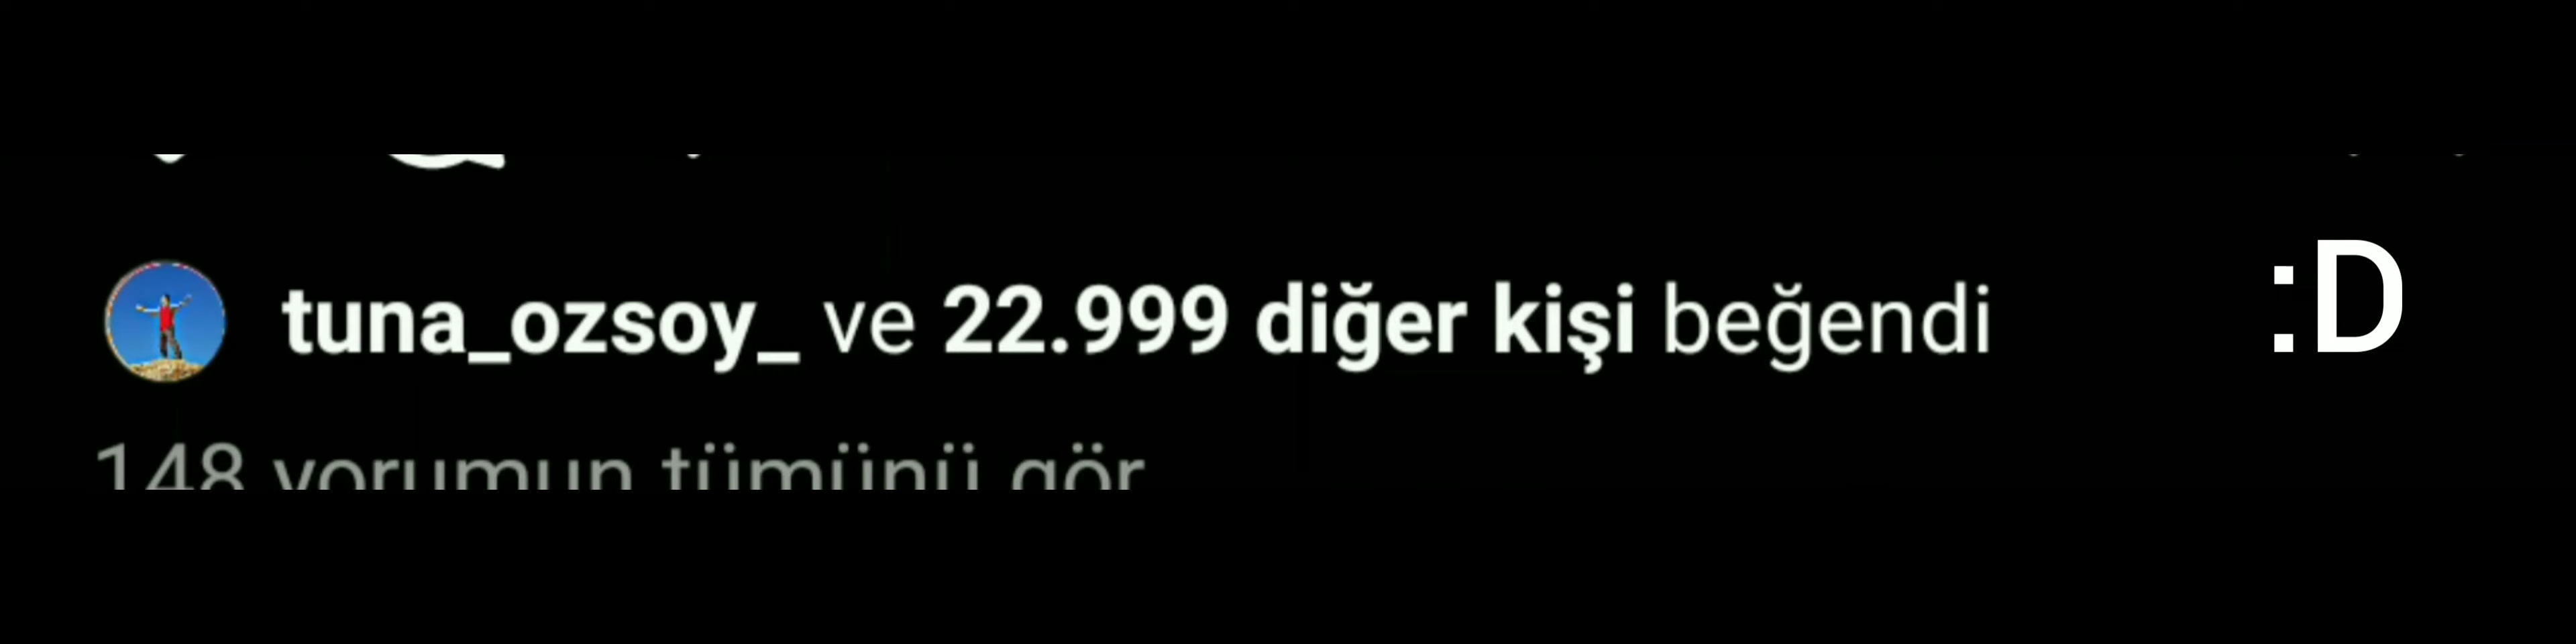 tuna_ozsoy_ ve 22.999 diğer kişi beğendi :D
148 yorumun tümünü gör